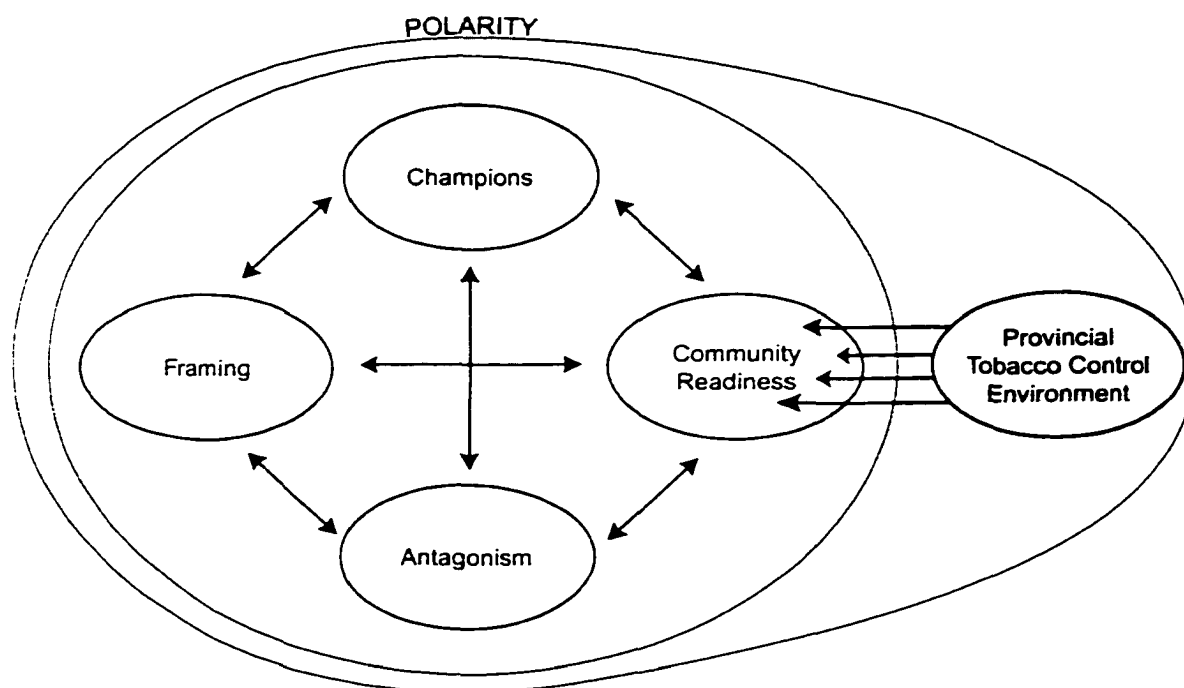 POLARITY
Champions
Framing
Community
Readiness
Provincial
Tobacco Control
Environment
Antagonism